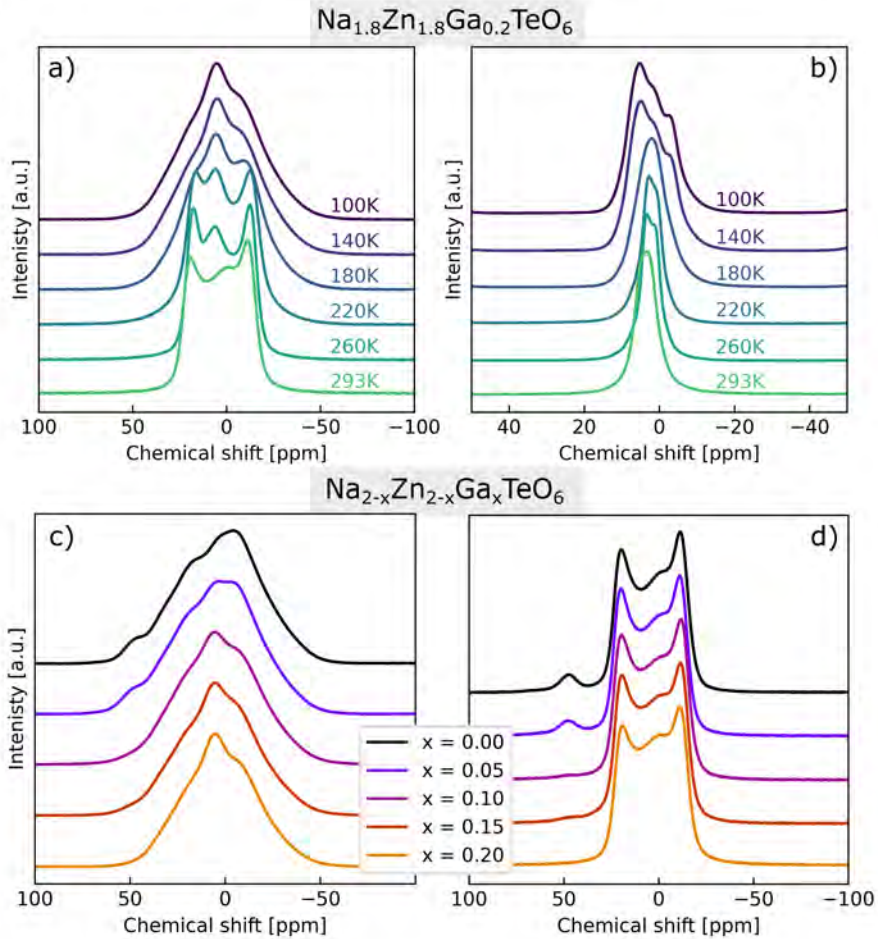 Na1.8Zn1.8Ga0.2TeO6
a)
b)
100K
140K
180K
220K
260K
293K
100K
140K
180K
220K
260K
293K
Intenisty [a.u.]
Intenisty [a.u.]
100 50 0 −50 −100
40 20 0 −20 −40
Chemical shift [ppm]
Chemical shift [ppm]
Na2-xZn2-xGaxTeO6
c)
d)
Intenisty [a.u.]
x = 0.00
x = 0.05
x = 0.10
x = 0.15
x = 0.20
100 50 0 −50
100 50 0 −50 −100
Chemical shift [ppm]
Chemical shift [ppm]